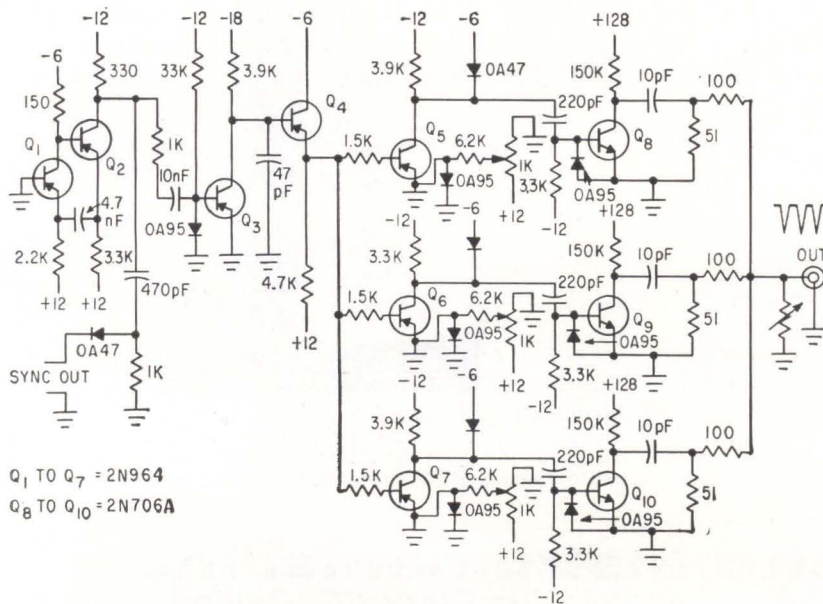 -12
-18
-6
-12
-6
+128
-6
330
33K
3.9K
3.9K
OA47
150K
10pF
100
150
Q4
220pF
Q1
Q2
1K
Q5
6.2K
Q8
51
10nF
47
pF
1.5K
1K
OA95
3.3K
OA95
4.7
nF
Q3
+12
-12
OA95
-12
-6
+128
2.2K
3.3K
3.3K
150K
10pF
100
OUT
470pF
4.7K
220pF
+12
+12
1.5K
Q6
6.2K
Q9
51
OA95
1K
OA95
+12
OA47
+12
3.3K
SYNC OUT
1K
-12
-6
-12
+128
3.9K
150K
10pF
100
220pF
Q1 TO Q7 = 2N964
1.5K
Q7
6.2K
Q10
51
Q8 TO Q10 = 2N706A
OA95
1K
OA95
+12
3.3K
-12